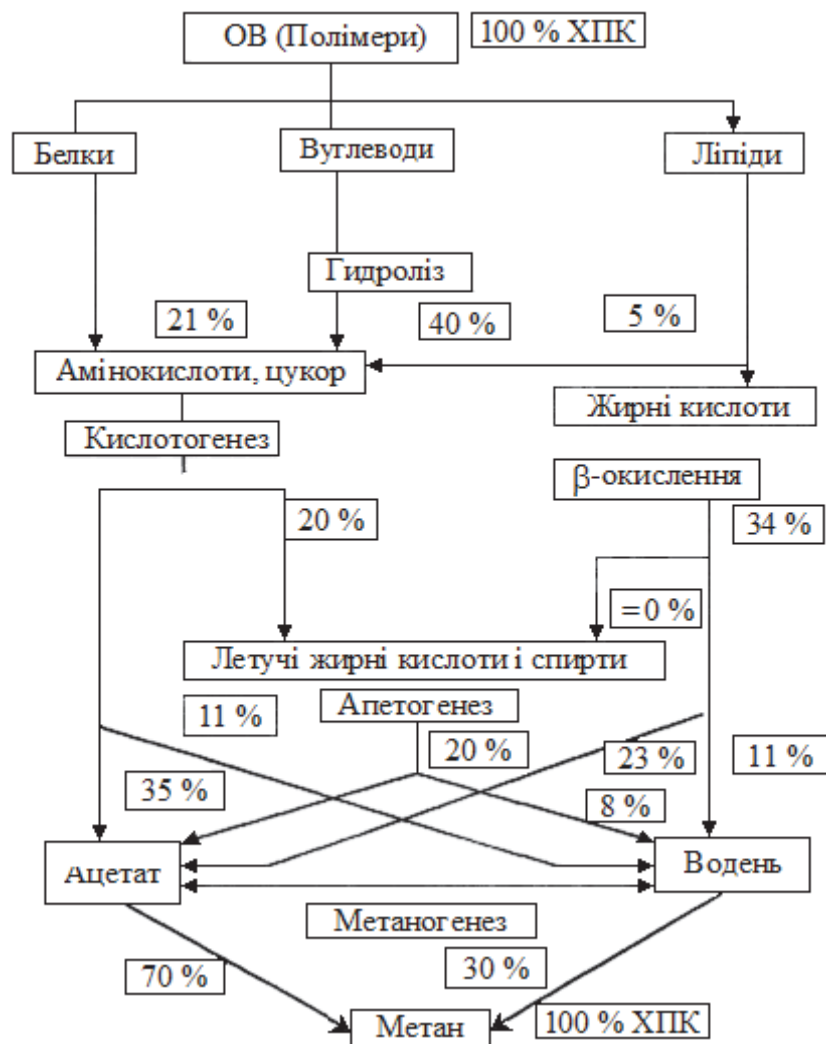 ОВ (Полімери)
100 % ХПК
Белки
Вуглеводи
Ліпіди
Гидроліз
21 %
40 %
5 %
Амінокислоти, цукор
Жирні кислоти
Кислотогенез
β-окислення
20 %
34 %
=0 %
Летучі жирні кислоти і спирти
11 %
Апетогенез
20 %
23 %
11 %
35 %
8 %
Ацетат
Водень
Метаногенез
70 %
30 %
Метан
100 % ХПК